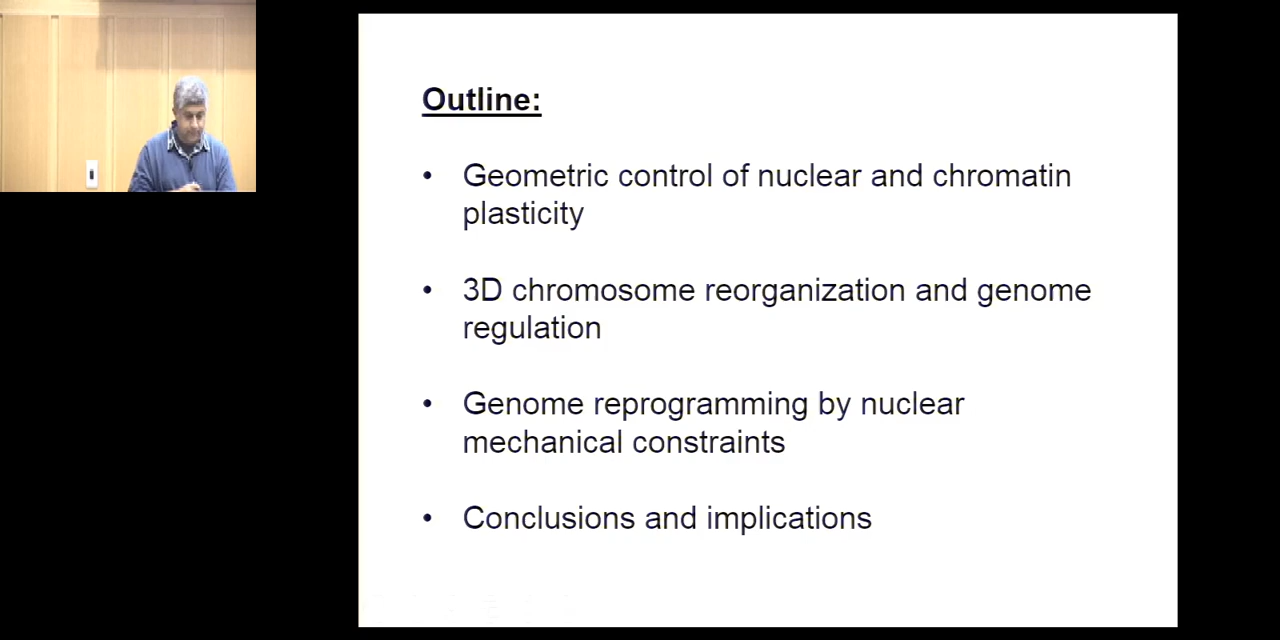 Outline:
• Geometric control of nuclear and chromatin
plasticity
• 3D chromosome reorganization and genome
regulation
• Genome reprogramming by nuclear
mechanical constraints
• Conclusions and implications